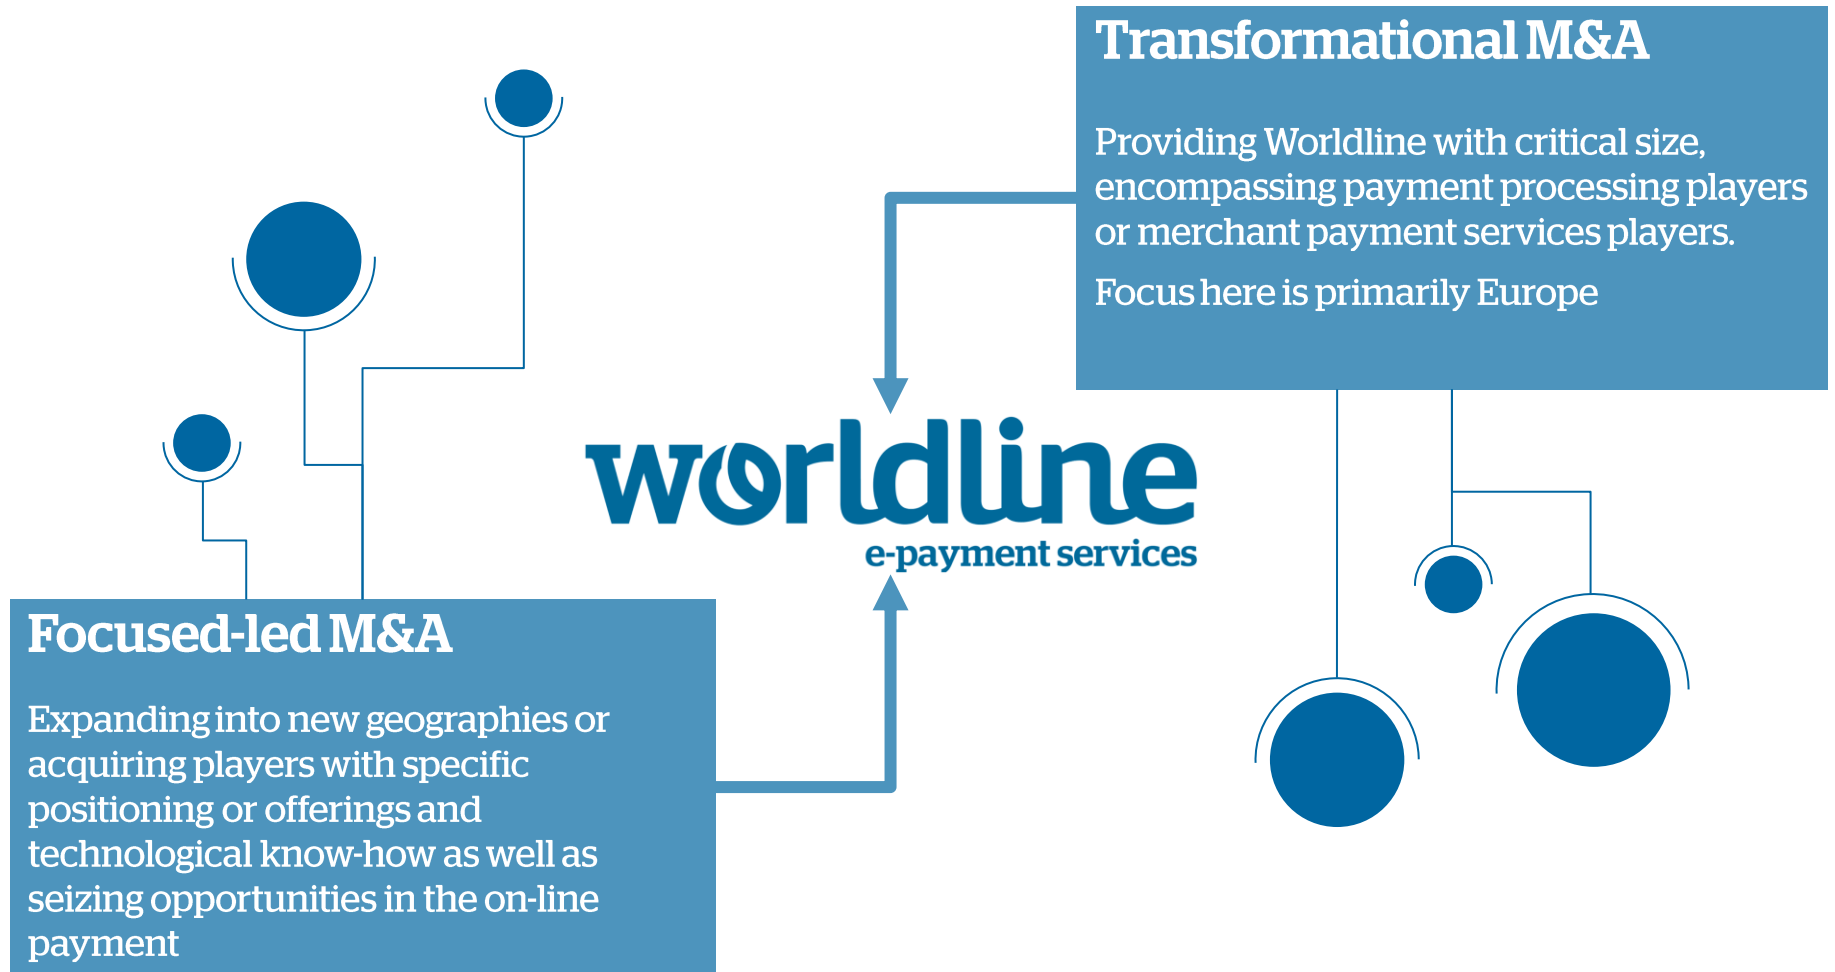 Transformational M&A
Providing Worldline with critical size,
encompassing payment processing players
or merchant payment services players.
Focus here is primarily Europe
worldline
e-payment services
Focused-led M&A
Expanding into new geographies or
acquiring players with specific
positioning or offerings and
technological know-how as well as
seizing opportunities in the on-line
payment